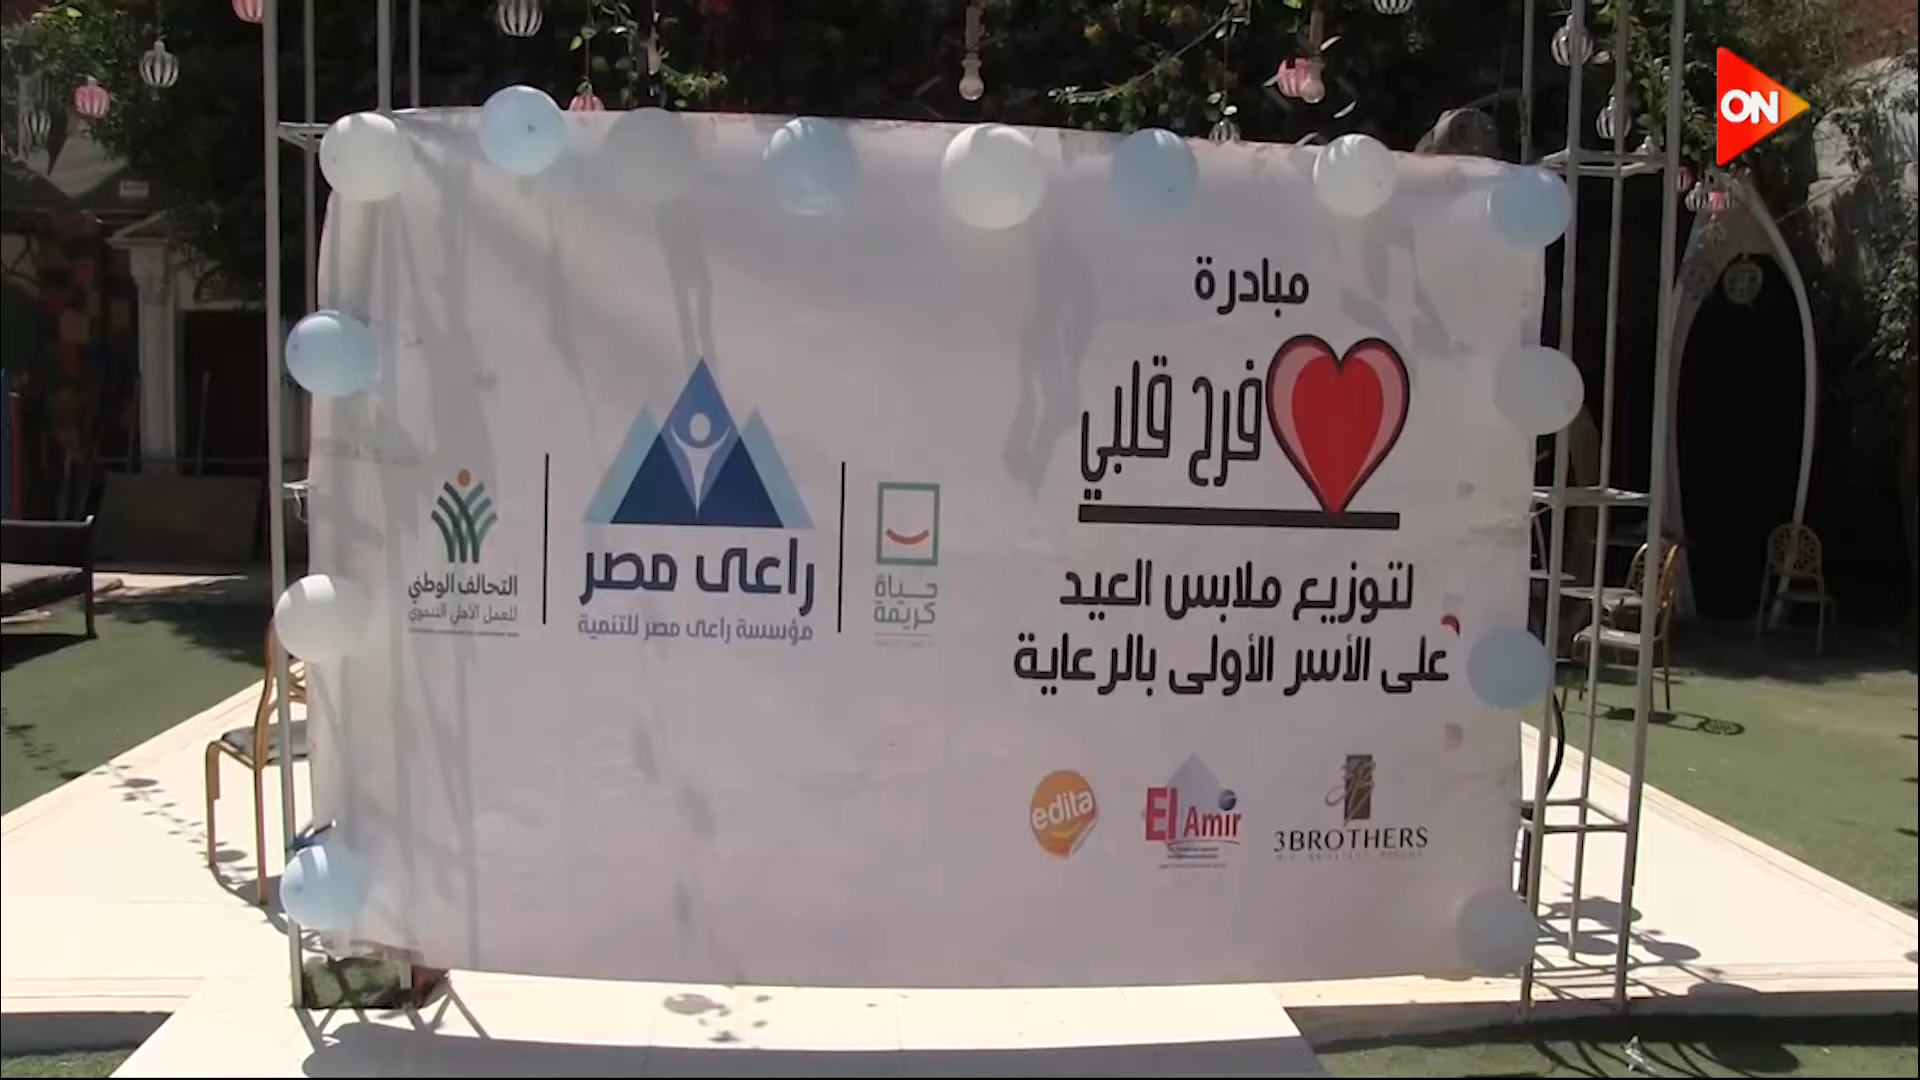 ON
مبادرة
فرح قلبي
لتوزيع ملابس العيد
على الأسر الأولى بالرعاية
حياة
كريمة
راعى مصر
مؤسسة راعى مصر للتنمية
التحالف الوطني
للعمل الأهلي التنموي
edita
El Amir
3BROTHERS